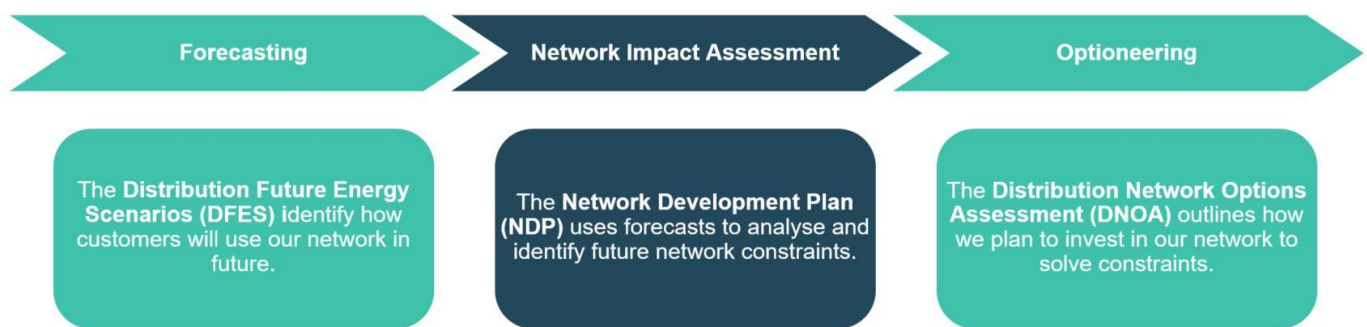 Forecasting
Network Impact Assessment
Optioneering
The Distribution Future Energy
Scenarios (DFES) identify how
customers will use our network in
future.
The Network Development Plan
(NDP) uses forecasts to analyse and
identify future network constraints.
The Distribution Network Options
Assessment (DNOA) outlines how
we plan to invest in our network to
solve constraints.